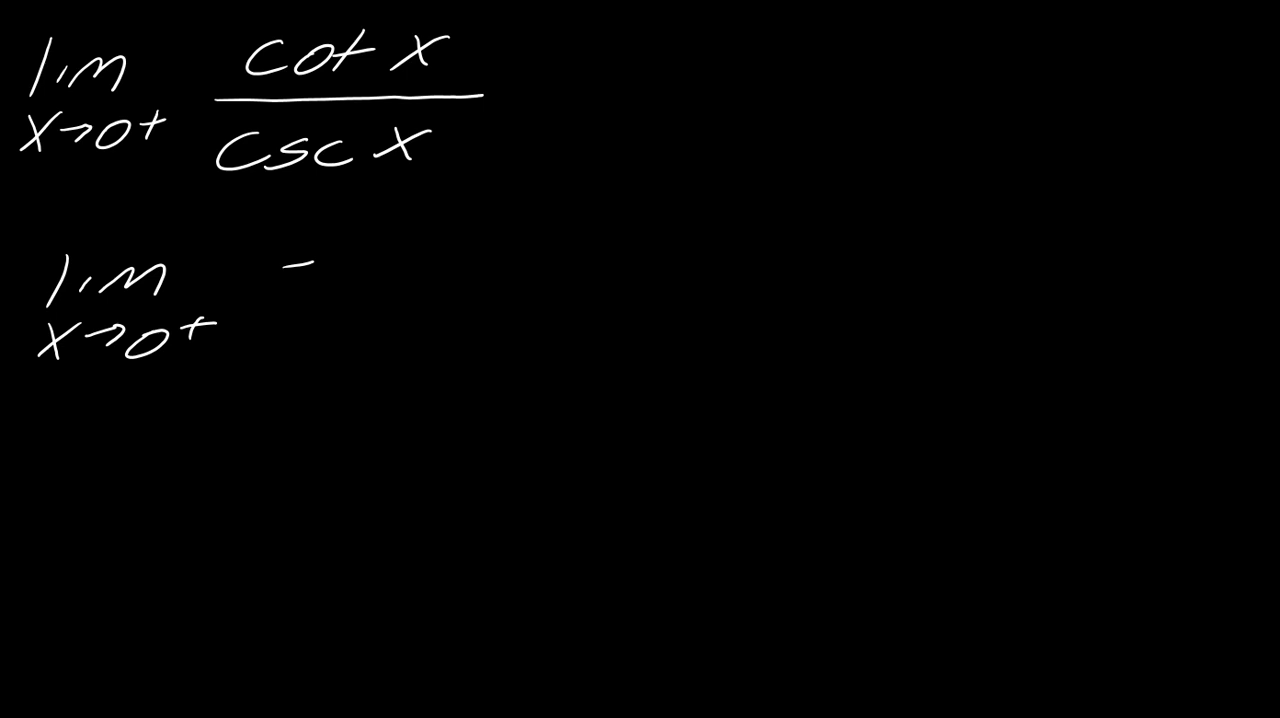 lim cot x
x→0⁺ csc x
lim −
x→0⁺